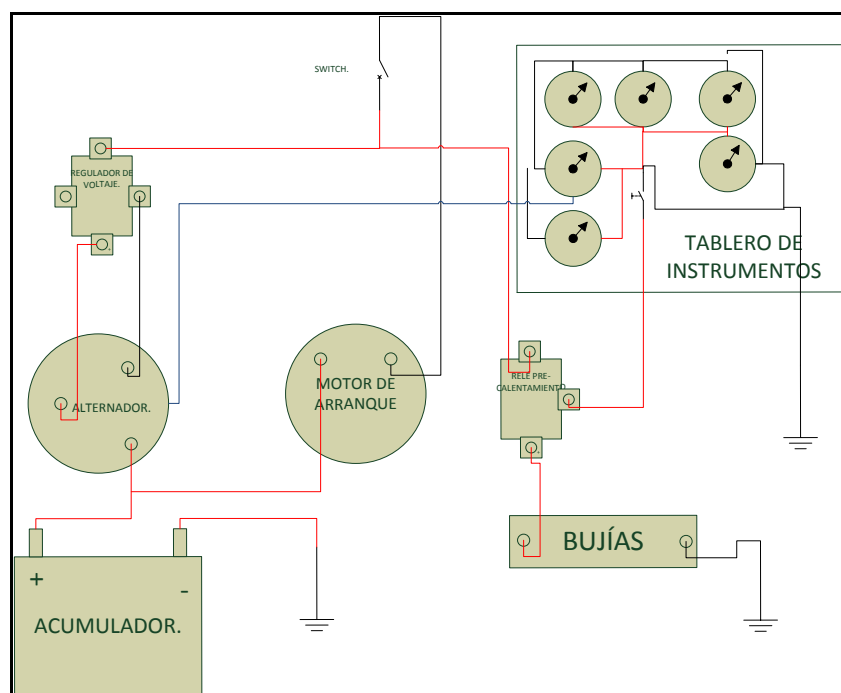 SWITCH.
REGULADOR DE
VOLTAJE.
TABLERO DE
INSTRUMENTOS
ALTERNADOR.
MOTOR DE
ARRANQUE
RELE PRE-
CALENTAMIENTO
BUJÍAS
+
-
ACUMULADOR.